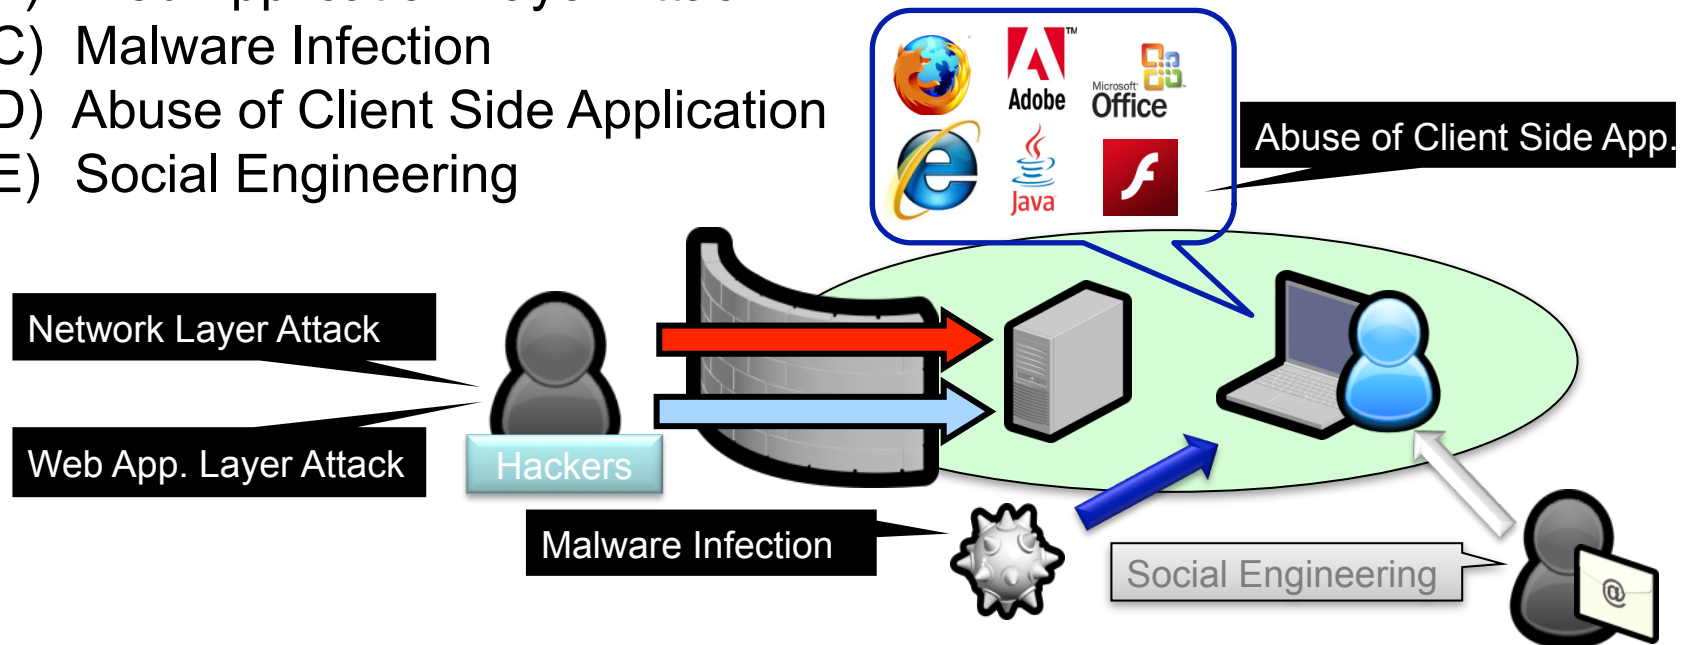 C) Malware Infection
D) Abuse of Client Side Application
E) Social Engineering
TM
Adobe
Microsoft
Office
Java
Abuse of Client Side App.
Network Layer Attack
Web App. Layer Attack
Hackers
Malware Infection
Social Engineering
@